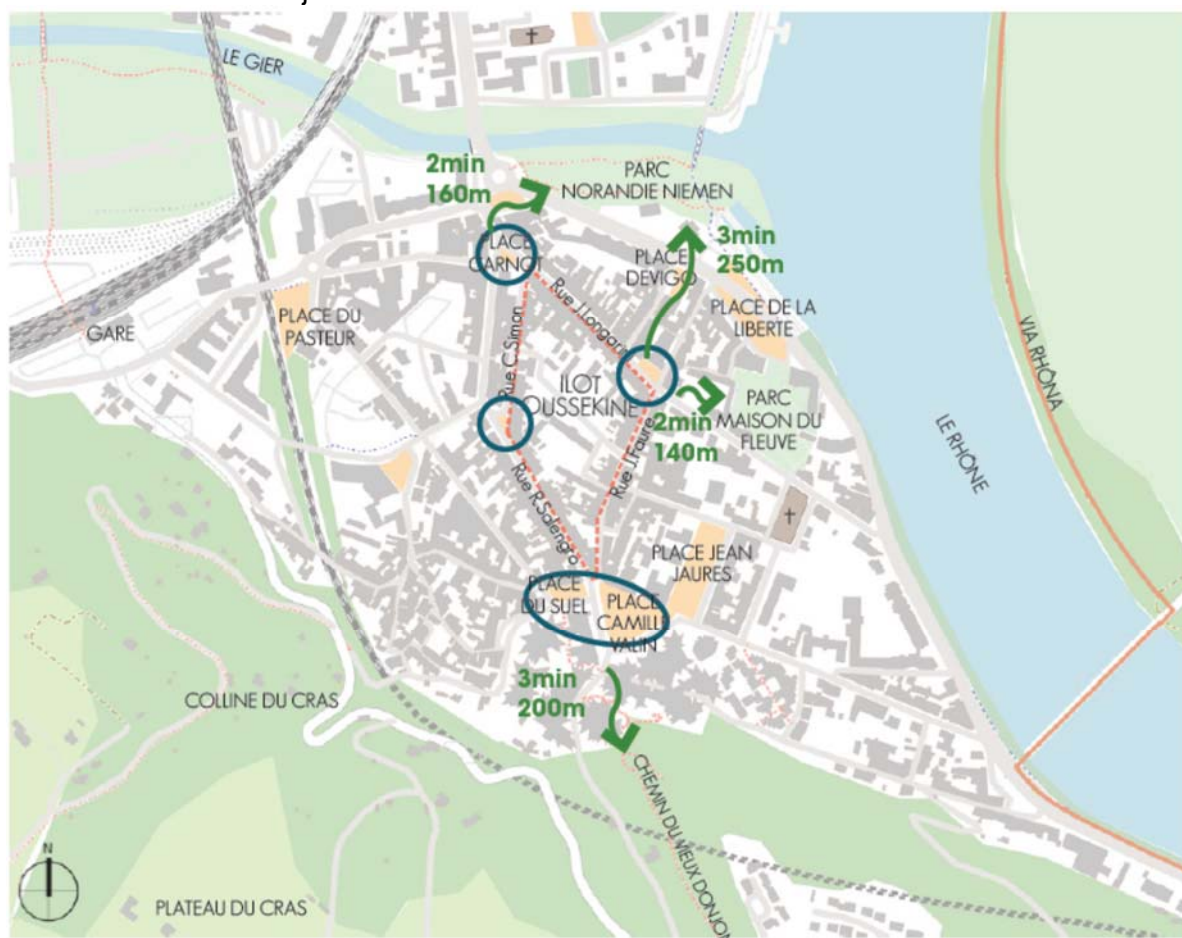 LE GIER
2min
160m
PARC
NORANDIE NIEMEN
PLACE
CARNOT
3min
250m
PLACE
DEVIGO
PLACE DE LA
LIBERTE
Rue J.Longarini
GARE
PLACE DU
PASTEUR
Rue C.Simon
VIA RHÔNA
ILOT
OUSSEKINE
2min
140m
PARC
MAISON DU
FLEUVE
LE RHÔNE
Rue J.Faure
Rue R.Salengro
PLACE JEAN
JAURES
PLACE
DU SUEL
PLACE
CAMILLE
VALIN
3min
200m
COLLINE DU CRAS
CHEMIN DU VIEUX DONJON
N
PLATEAU DU CRAS